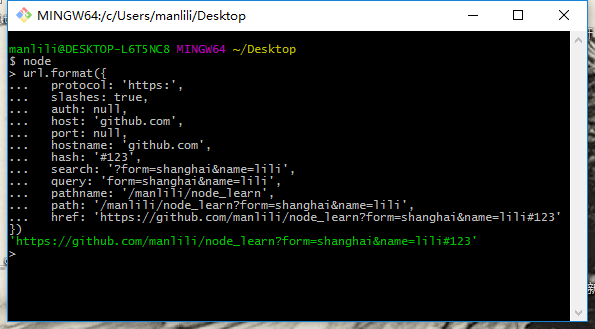 MINGW64:/c/Users/manlili/Desktop
manlili@DESKTOP-L6T5NC8 MINGW64 ~/Desktop
$ node
> url.format({
...   protocol: 'https:',
...   slashes: true,
...   auth: null,
...   host: 'github.com',
...   port: null,
...   hostname: 'github.com',
...   hash: '#123',
...   search: '?form=shanghai&name=lili',
...   query: 'form=shanghai&name=lili',
...   pathname: '/manlili/node_learn',
...   path: '/manlili/node_learn?form=shanghai&name=lili',
...   href: 'https://github.com/manlili/node_learn?form=shanghai&name=lili#123'
})
'https://github.com/manlili/node_learn?form=shanghai&name=lili#123'
>